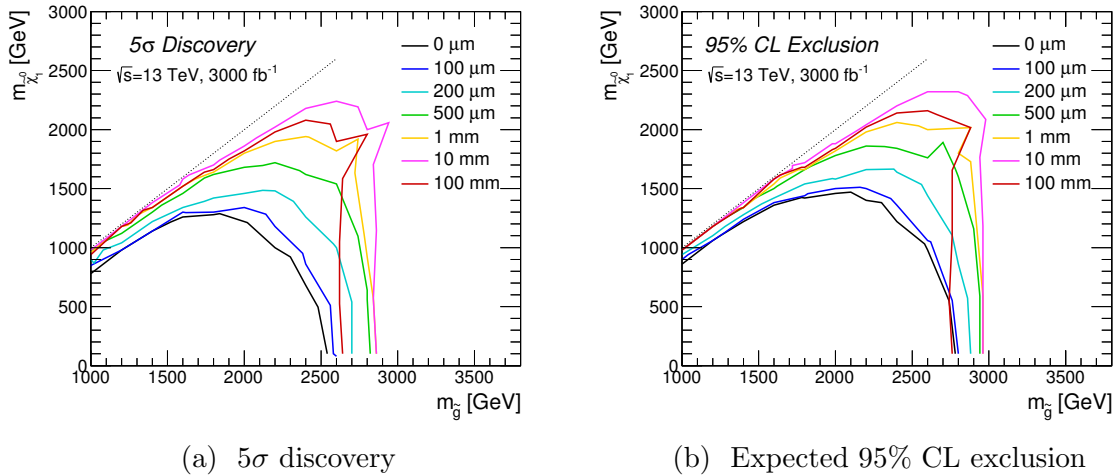 5σ Discovery
√s=13 TeV, 3000 fb⁻¹
0 μm
100 μm
200 μm
500 μm
1 mm
10 mm
100 mm
m_χ̃₁⁰ [GeV]
3000
2500
2000
1500
1000
500
0
1000 1500 2000 2500 3000 3500
m_g̃ [GeV]
(a) 5σ discovery
95% CL Exclusion
√s=13 TeV, 3000 fb⁻¹
0 μm
100 μm
200 μm
500 μm
1 mm
10 mm
100 mm
m_χ̃₁⁰ [GeV]
3000
2500
2000
1500
1000
500
0
1000 1500 2000 2500 3000 3500
m_g̃ [GeV]
(b) Expected 95% CL exclusion